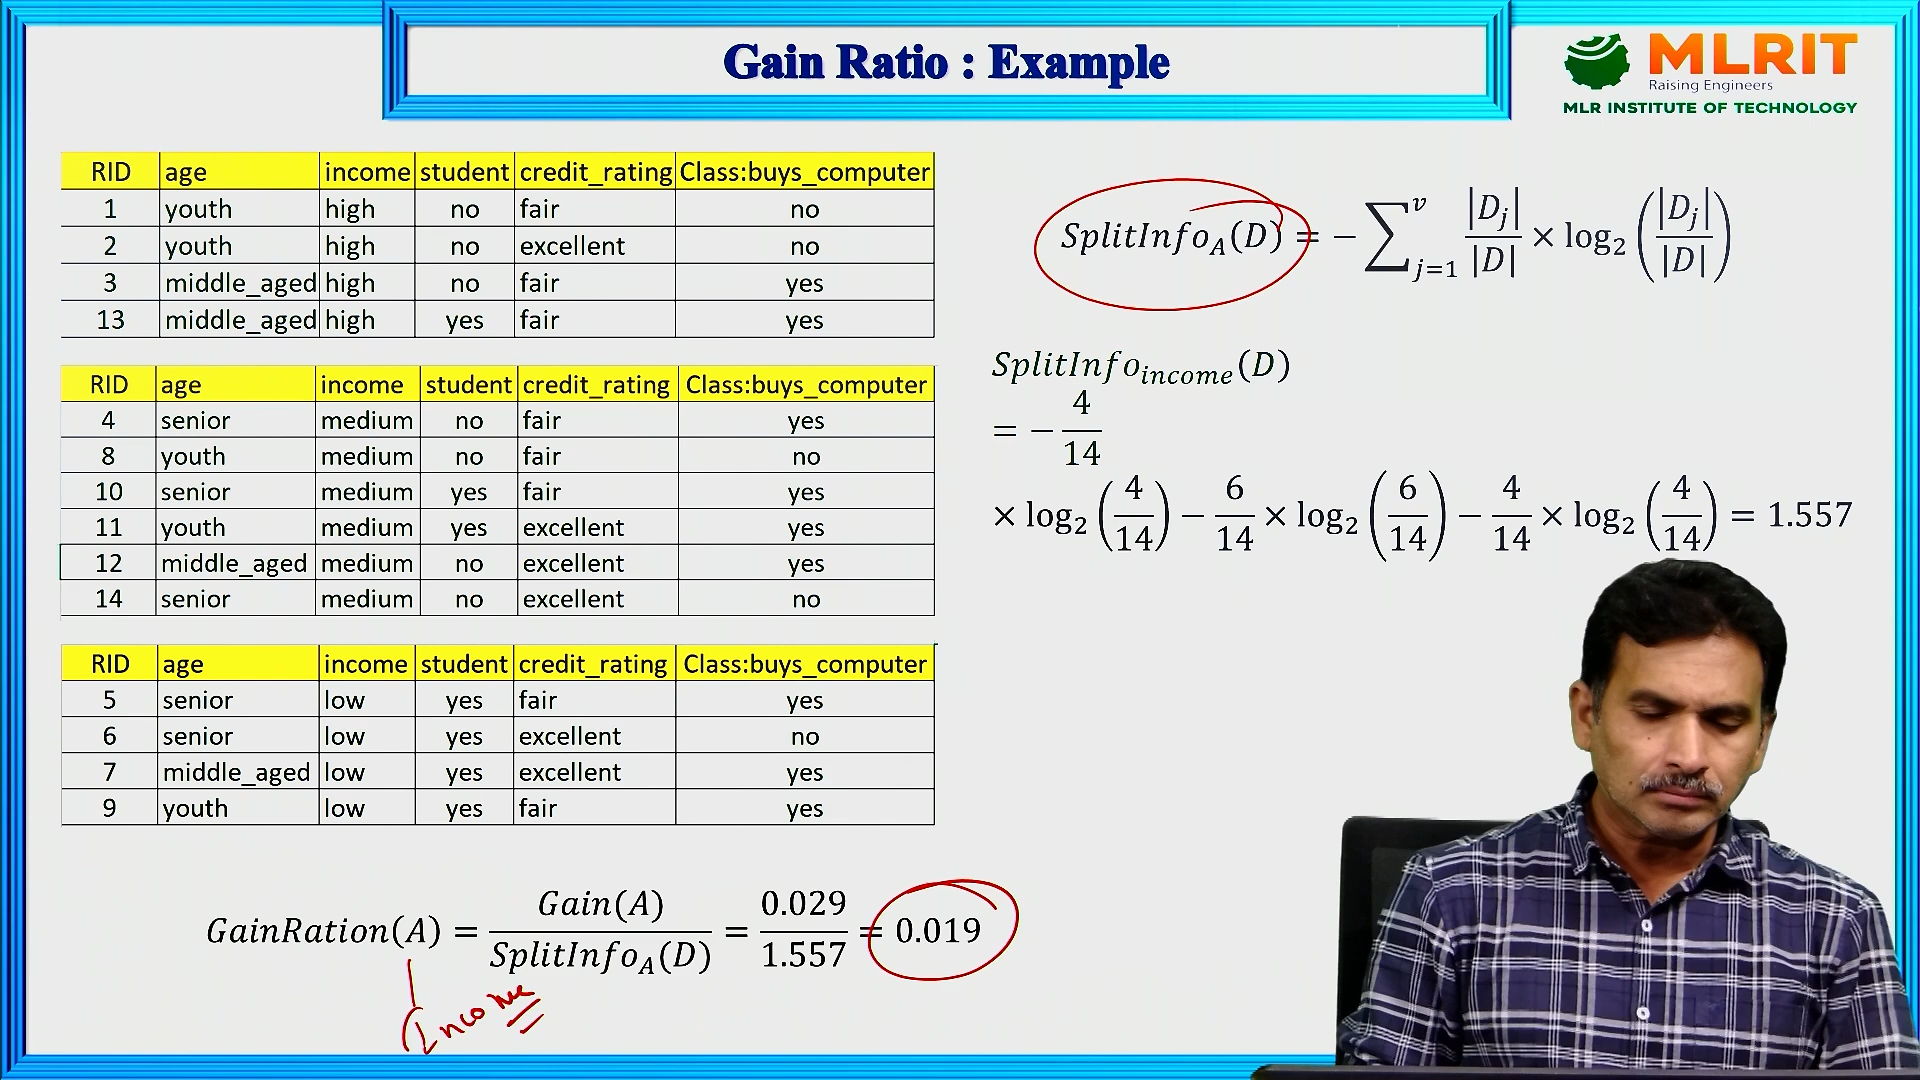 Gain Ratio : Example
MLRIT
Raising Engineers
MLR INSTITUTE OF TECHNOLOGY
RID age income student credit_rating Class:buys_computer
1 youth high no fair no
2 youth high no excellent no
3 middle_aged high no fair yes
13 middle_aged high yes fair yes
RID age income student credit_rating Class:buys_computer
4 senior medium no fair yes
8 youth medium no fair no
10 senior medium yes fair yes
11 youth medium yes excellent yes
12 middle_aged medium no excellent yes
14 senior medium no excellent no
RID age income student credit_rating Class:buys_computer
5 senior low yes fair yes
6 senior low yes excellent no
7 middle_aged low yes excellent yes
9 youth low yes fair yes
SplitInfo_A(D) = − ∑_{j=1}^{v} |D_j|/|D| × log₂(|D_j|/|D|)
SplitInfo_income(D)
= − 4/14
× log₂(4/14) − 6/14 × log₂(6/14) − 4/14 × log₂(4/14) = 1.557
GainRation(A) = Gain(A)/SplitInfo_A(D) = 0.029/1.557 = 0.019
Income